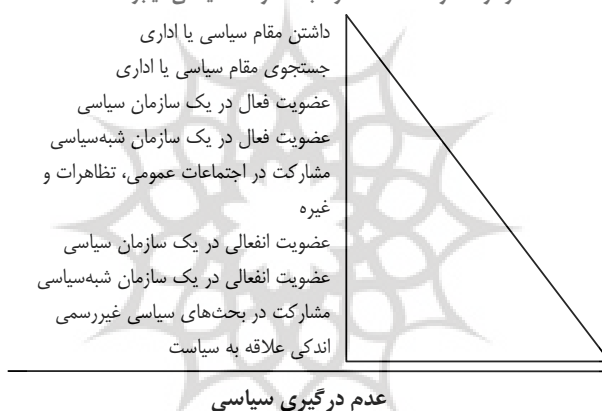 داشتن مقام سیاسی یا اداری
جستجوی مقام سیاسی یا اداری
عضویت فعال در یک سازمان سیاسی
عضویت فعال در یک سازمان شبه‌سیاسی
مشارکت در اجتماعات عمومی، تظاهرات و
غیره
عضویت انفعالی در یک سازمان سیاسی
عضویت انفعالی در یک سازمان شبه‌سیاسی
مشارکت در بحث‌های سیاسی غیررسمی
اندکی علاقه به سیاست
عدم درگیری سیاسی